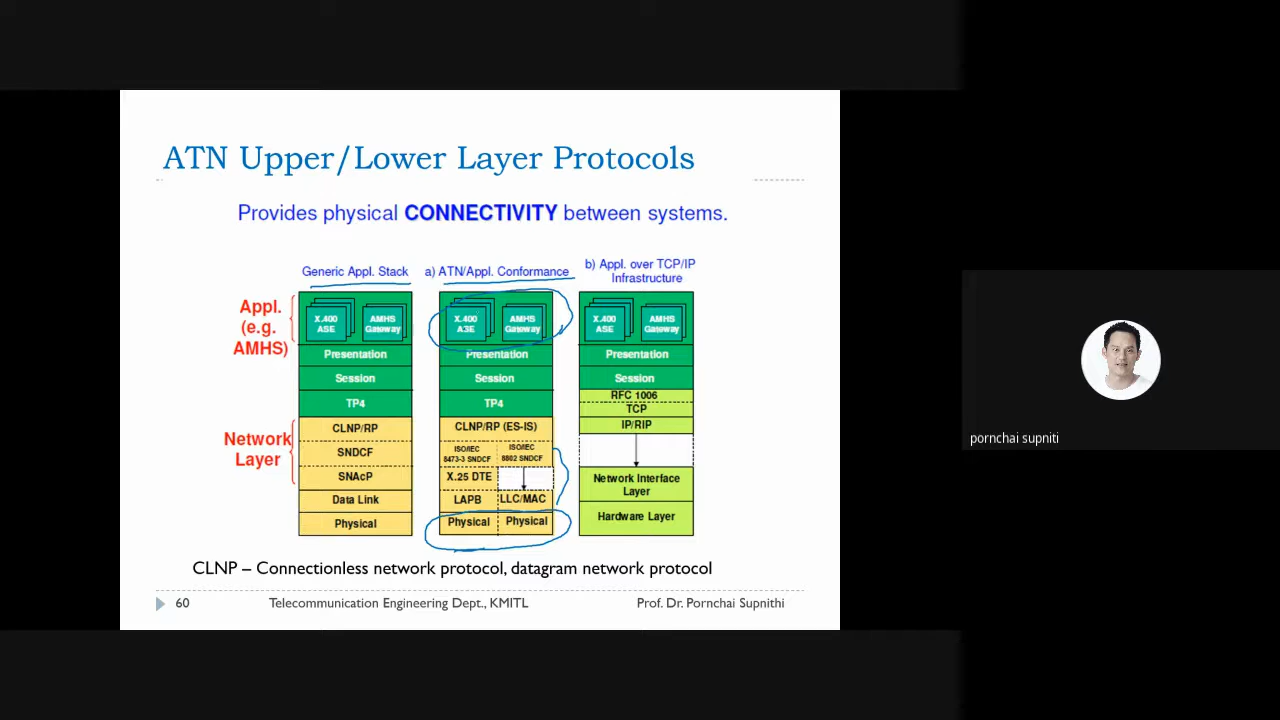 ATN Upper/Lower Layer Protocols
Provides physical CONNECTIVITY between systems.
Generic Appl. Stack
a) ATN/Appl. Conformance
b) Appl. over TCP/IP
Infrastructure
Appl.
(e.g.
AMHS)
Network
Layer
X.400
ASE
AMHS
Gateway
Presentation
Session
TP4
CLNP/RP
SNDCF
SNAcP
Data Link
Physical
X.400
ASE
AMHS
Gateway
Presentation
Session
TP4
CLNP/RP (ES-IS)
ISO/IEC
8473-3 SNDCF
ISO/IEC
8802 SNDCF
X.25 DTE
LAPB
LLC/MAC
Physical
Physical
X.400
ASE
AMHS
Gateway
Presentation
Session
RFC 1006
TCP
IP/RIP
Network Interface
Layer
Hardware Layer
CLNP – Connectionless network protocol, datagram network protocol
60
Telecommunication Engineering Dept., KMITL
Prof. Dr. Pornchai Supnithi
pornchai supniti